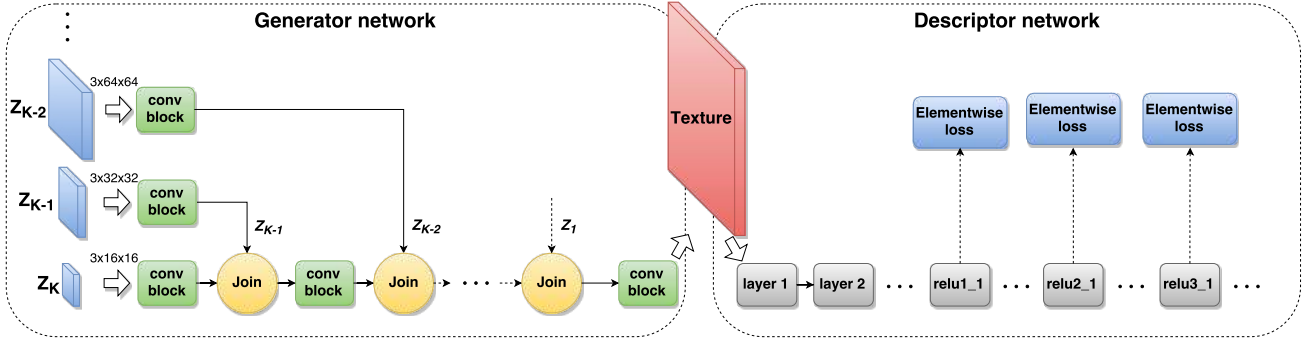 Generator network
Descriptor network
Z_{K-2}
3x64x64
conv
block
Z_{K-1}
3x32x32
conv
block
Z_K
3x16x16
conv
block
z_{K-1}
Join
conv
block
z_{K-2}
Join
z_1
Join
conv
block
Texture
layer 1
layer 2
Elementwise
loss
Elementwise
loss
Elementwise
loss
relu1_1
relu2_1
relu3_1